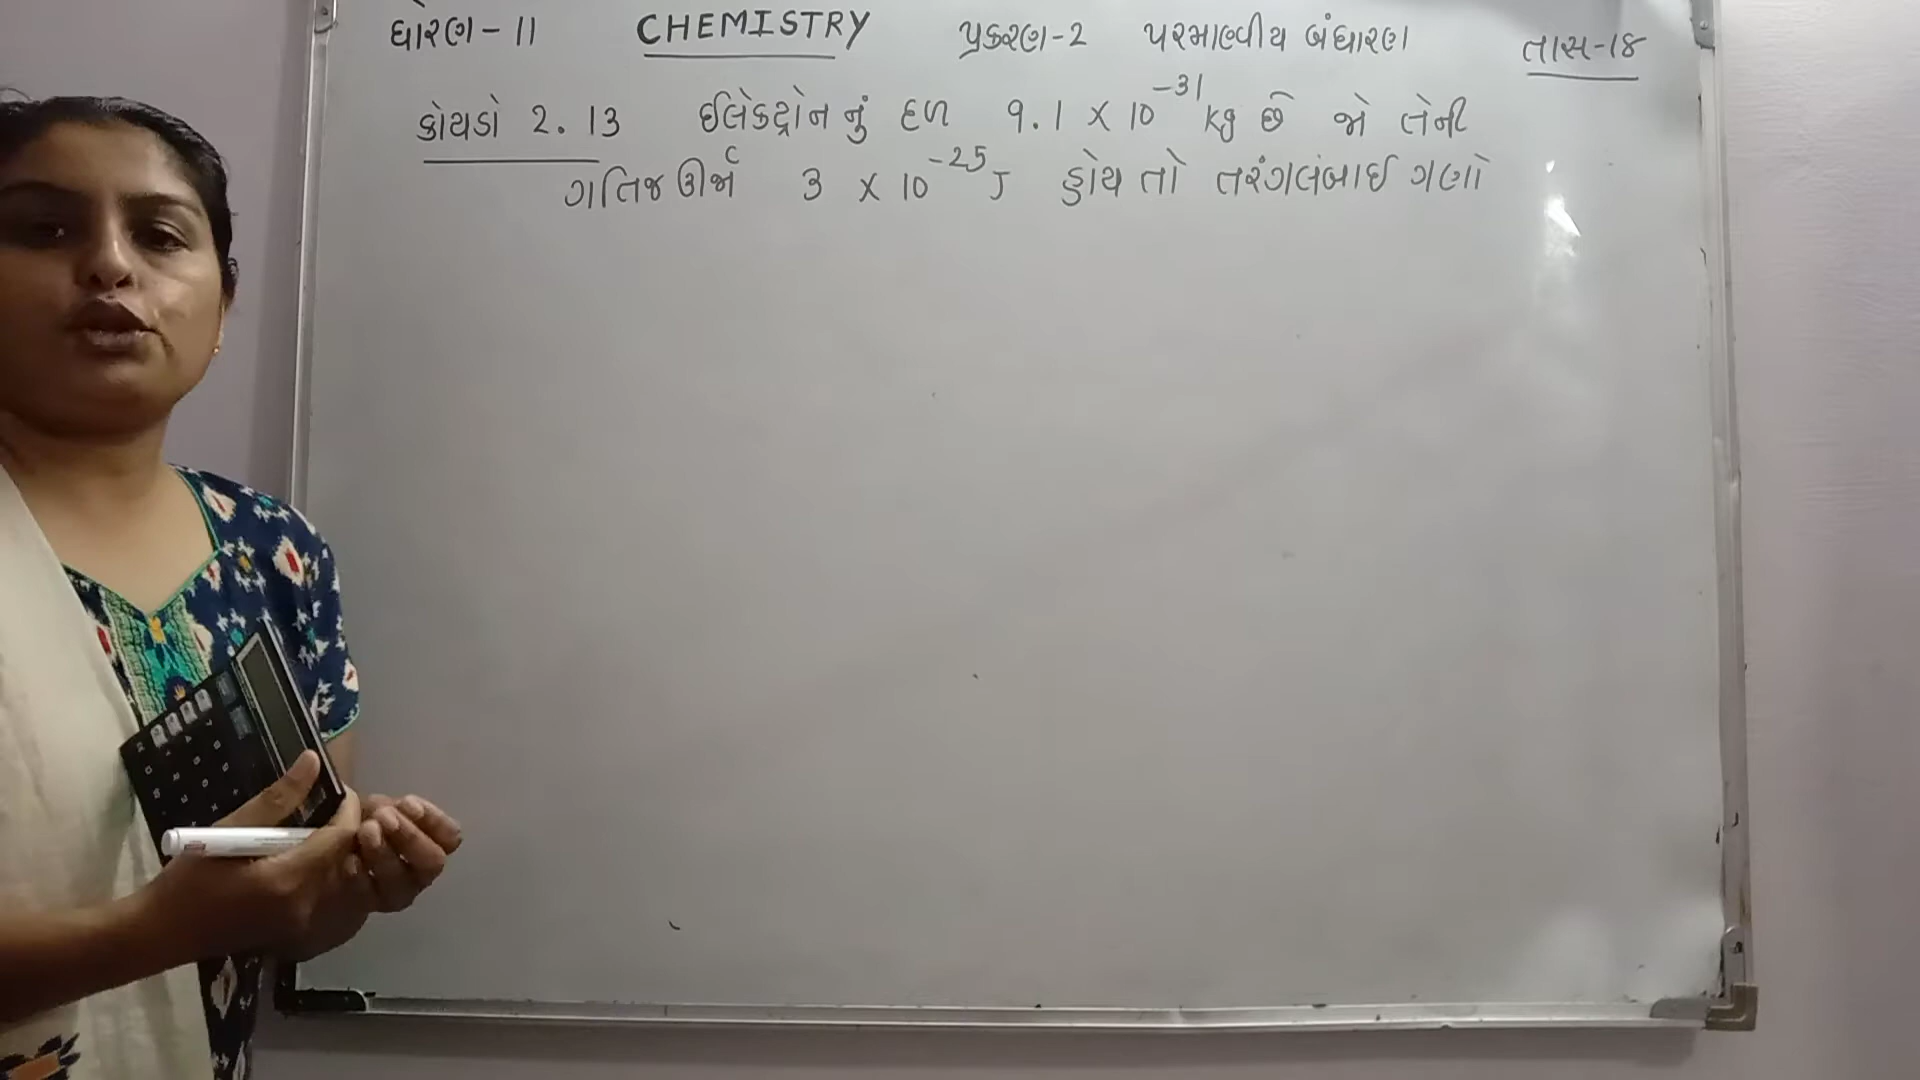 ધોરણ - 11 CHEMISTRY પ્રકરણ-2 પરમાણ્વીય બંધારણ તાસ-૧૪
કોયડો 2.13 ઈલેક્ટ્રોન નું દળ 9.1 × 10⁻³¹ kg છે જો તેની
ગતિજ ઊર્જા 3 × 10⁻²⁵ J હોય તો તરંગલંબાઈ ગણો